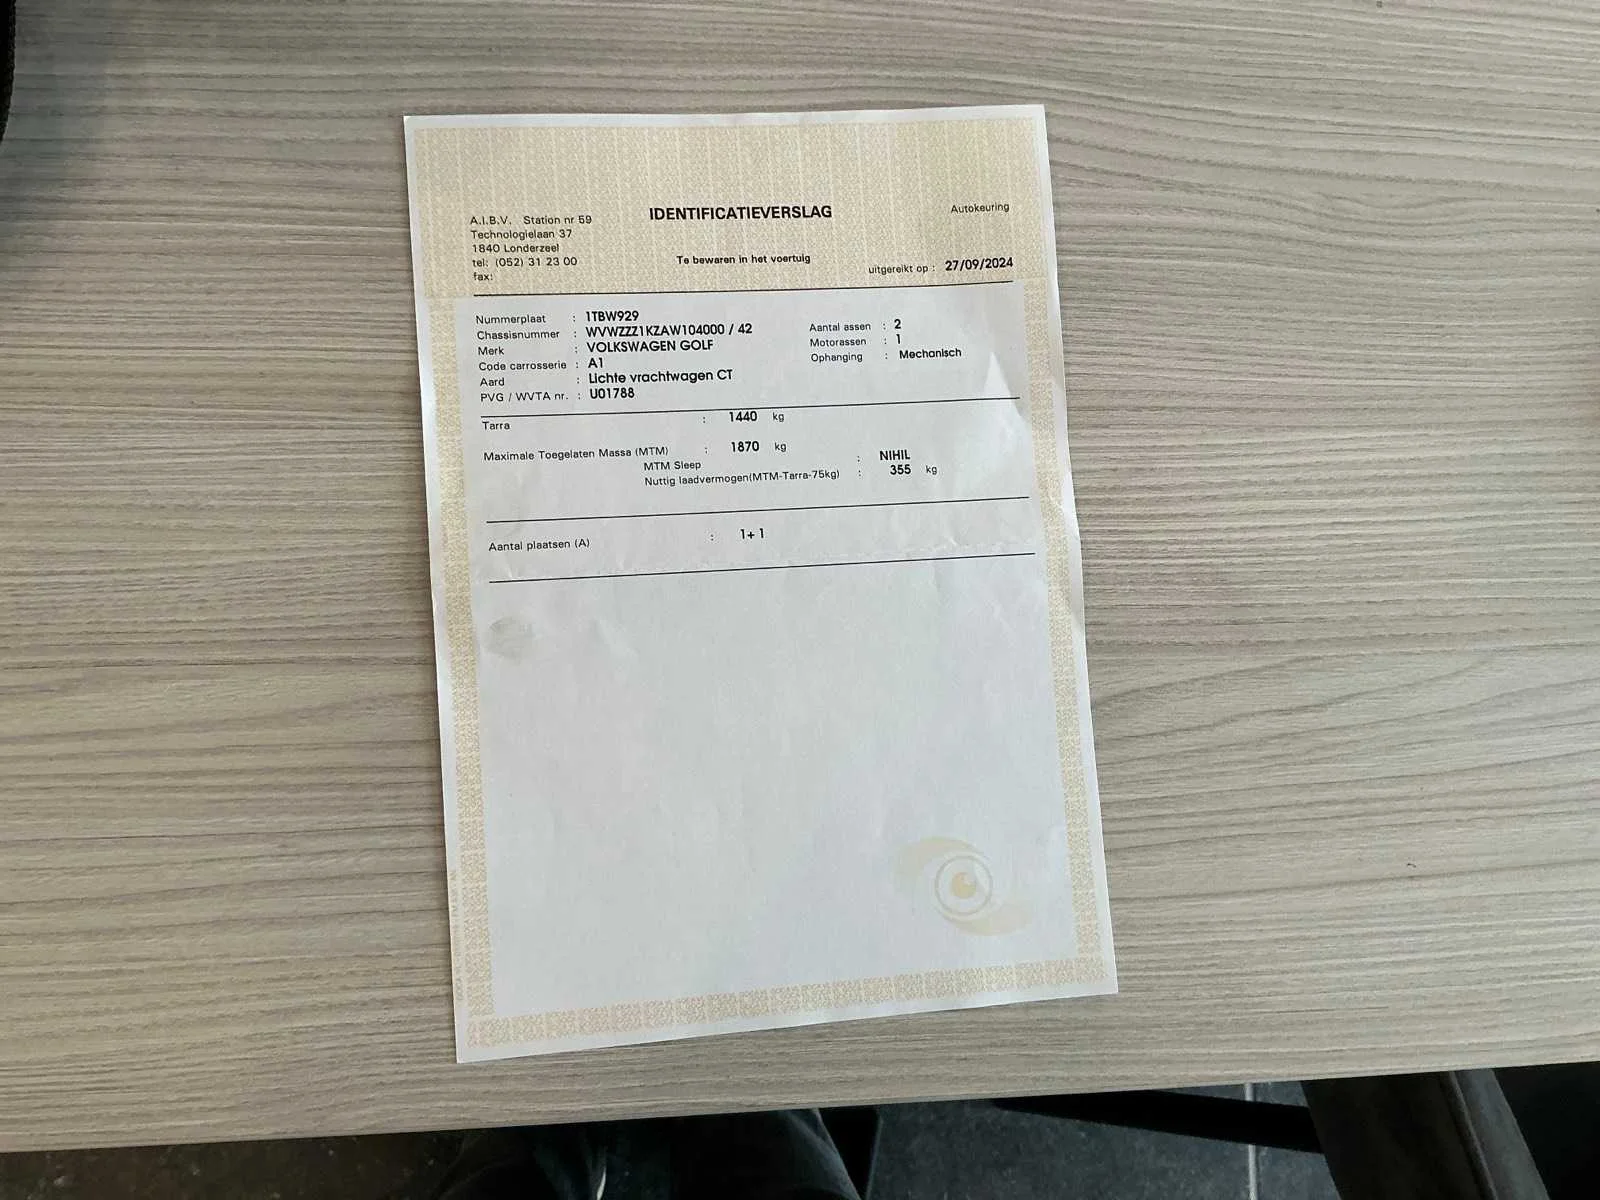 A.I.B.V. Station nr 59
Technologielaan 37
1840 Londerzeel
tel: (052) 31 23 00
fax:
IDENTIFICATIEVERSLAG
Te bewaren in het voertuig
Autokeuring
uitgereikt op : 27/09/2024
Nummerplaat : 1TBW929
Chassisnummer : WVWZZZ1KZAW104000 / 42
Merk : VOLKSWAGEN GOLF
Code carrosserie : A1
Aard : Lichte vrachtwagen CT
PVG / WVTA nr. : U01788
Aantal assen : 2
Motorassen : 1
Ophanging : Mechanisch
Tarra : 1440 kg
Maximale Toegelaten Massa (MTM) : 1870 kg
MTM Sleep : NIHIL
Nuttig laadvermogen(MTM-Tarra-75kg) : 355 kg
Aantal plaatsen (A) : 1+ 1